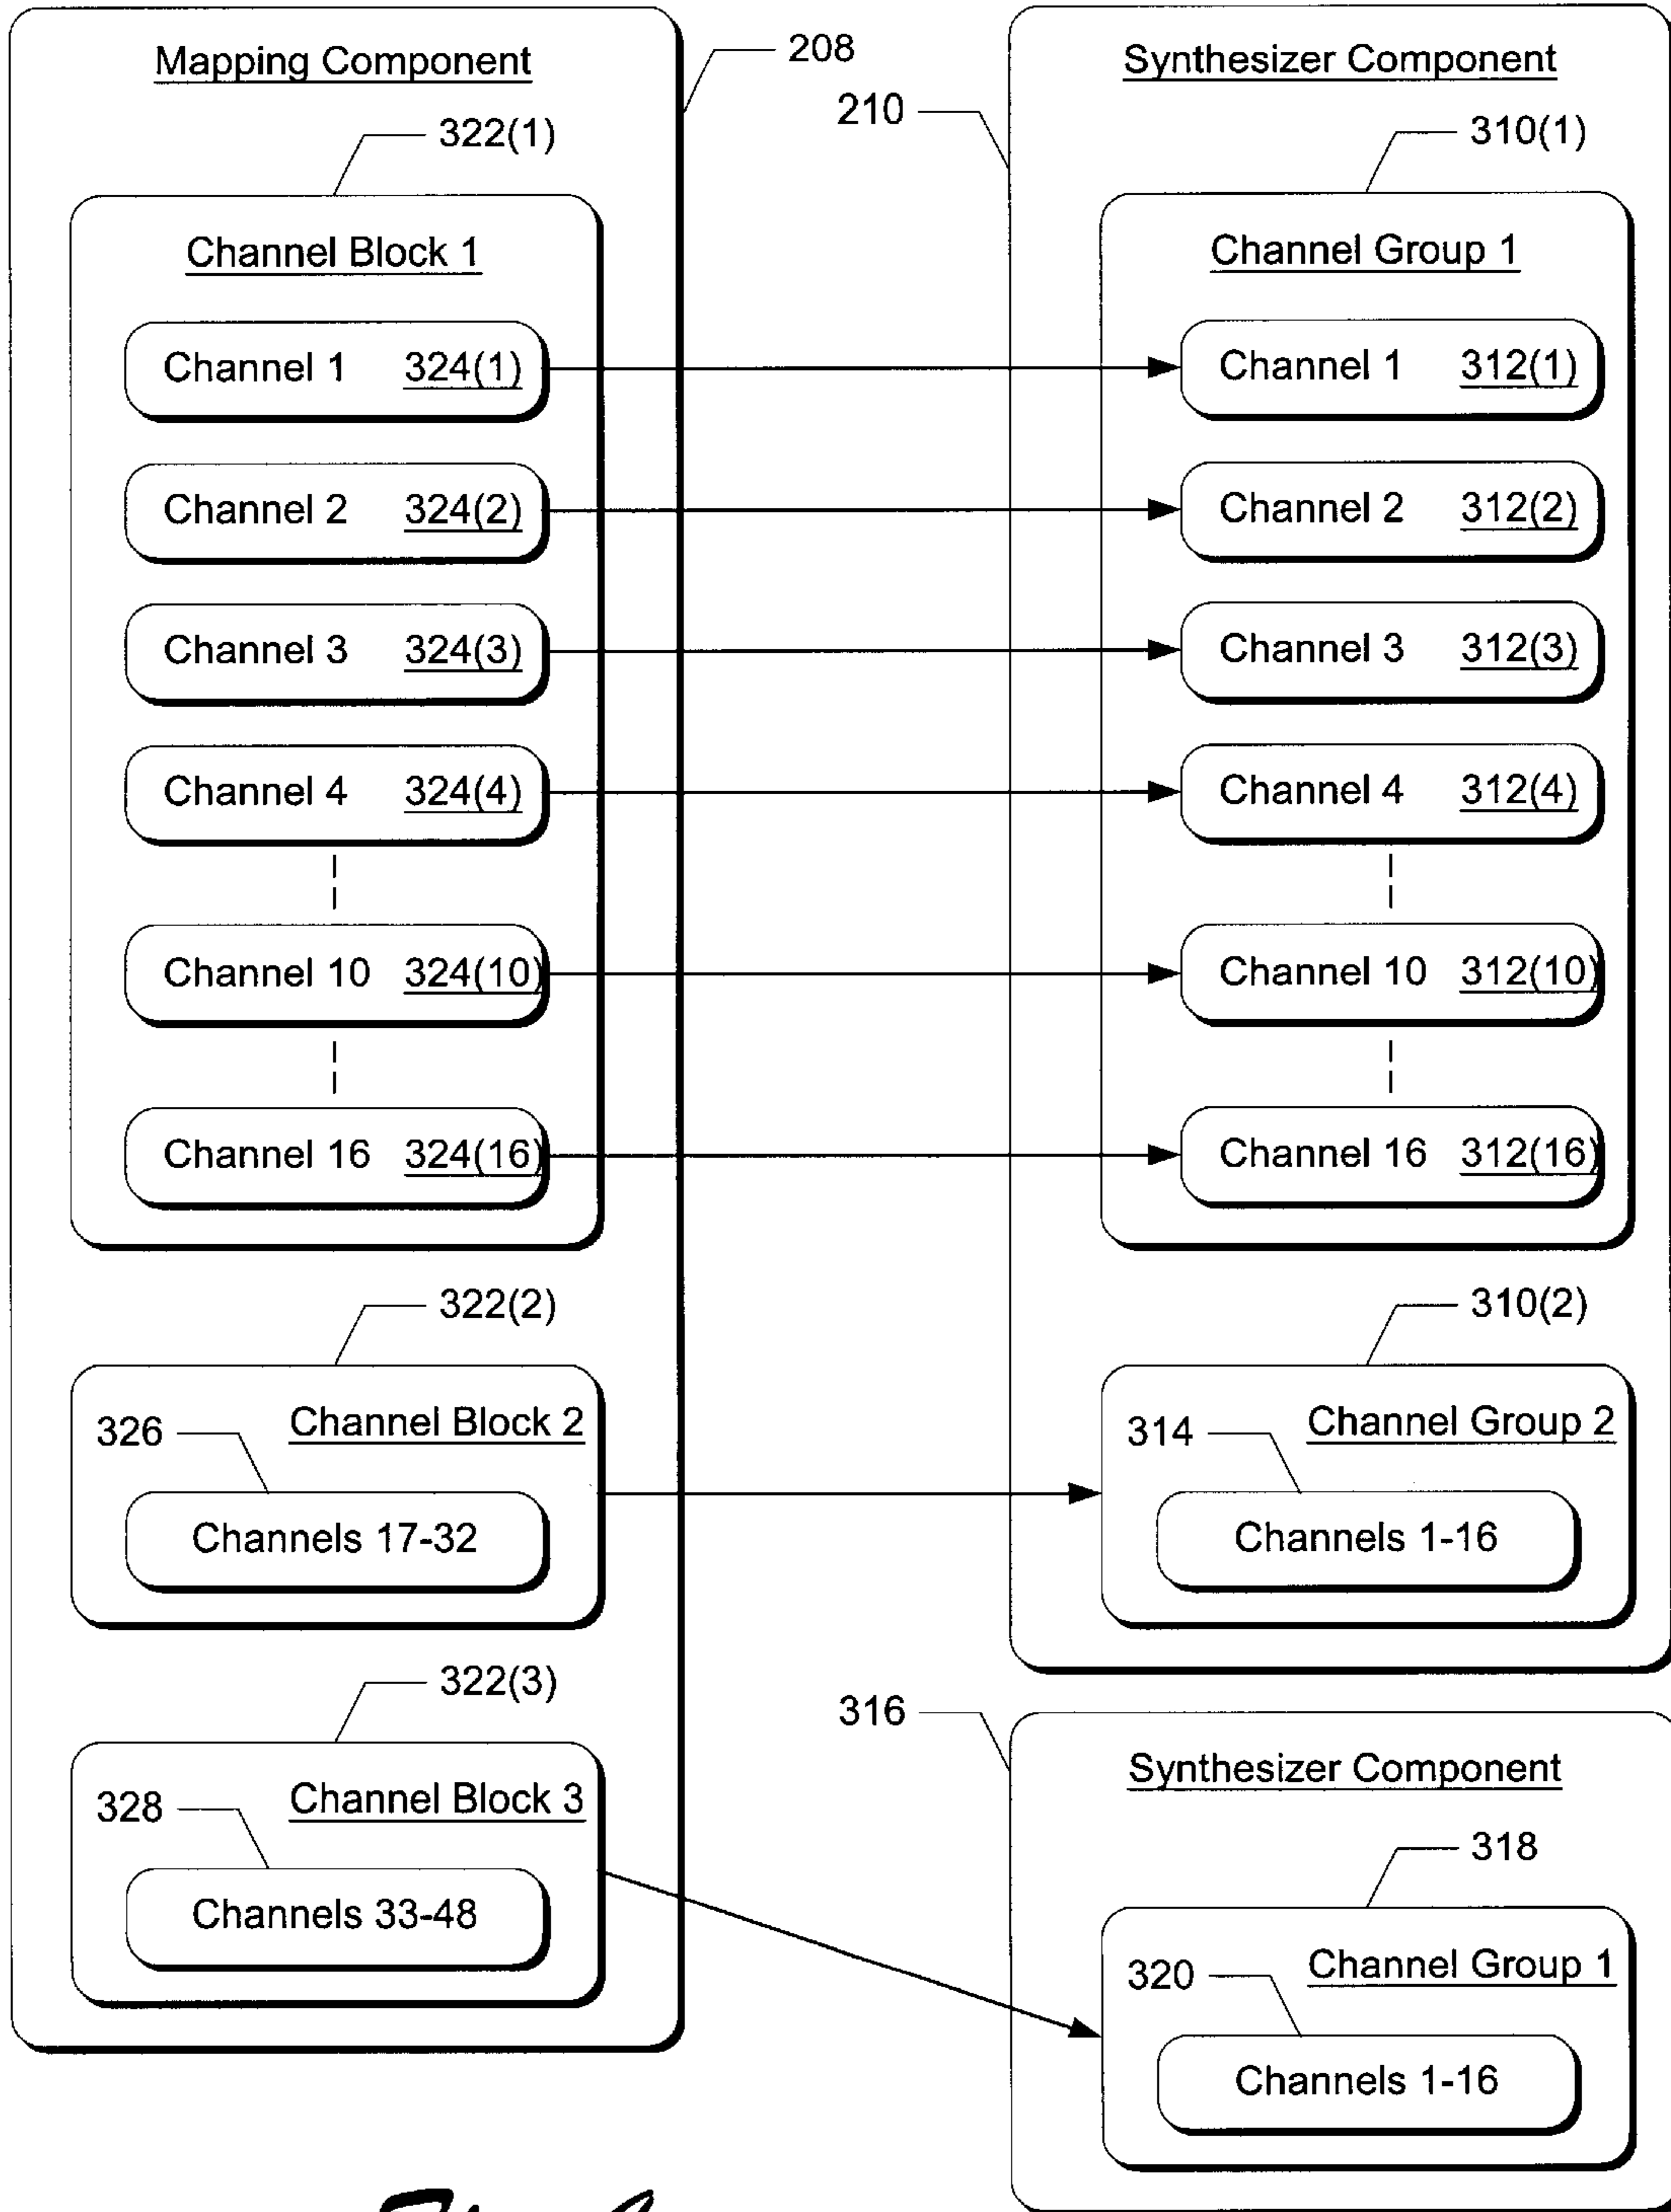 Mapping Component
208
322(1)
Channel Block 1
Channel 1 324(1)
Channel 2 324(2)
Channel 3 324(3)
Channel 4 324(4)
Channel 10 324(10)
Channel 16 324(16)
322(2)
326
Channel Block 2
Channels 17-32
322(3)
328
Channel Block 3
Channels 33-48
Synthesizer Component
210
310(1)
Channel Group 1
Channel 1 312(1)
Channel 2 312(2)
Channel 3 312(3)
Channel 4 312(4)
Channel 10 312(10)
Channel 16 312(16)
310(2)
314
Channel Group 2
Channels 1-16
316
Synthesizer Component
318
320
Channel Group 1
Channels 1-16